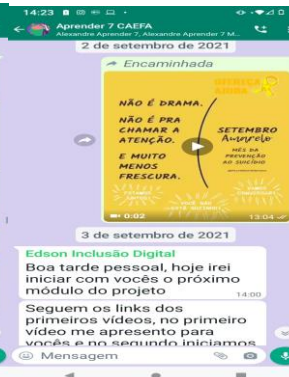 14:23
Aprender 7 CAEFA
Alexandre Aprender 7, Alexandre Aprender 7 M...
2 de setembro de 2021
Encaminhada
OFEREÇA
AJUDA
NÃO É DRAMA.
NÃO É PRA
CHAMAR A
ATENÇÃO.
E MUITO
MENOS
FRESCURA.
SETEMBRO
Amarelo
MÊS DA
PREVENÇÃO
AO SUICÍDIO
0:02
13:04
3 de setembro de 2021
Edson Inclusão Digital
Boa tarde pessoal, hoje irei
iniciar com vocês o próximo
módulo do projeto
14:00
Seguem os links dos
primeiros vídeos, no primeiro
vídeo me apresento para
vocês e no segundo iniciamos
Mensagem